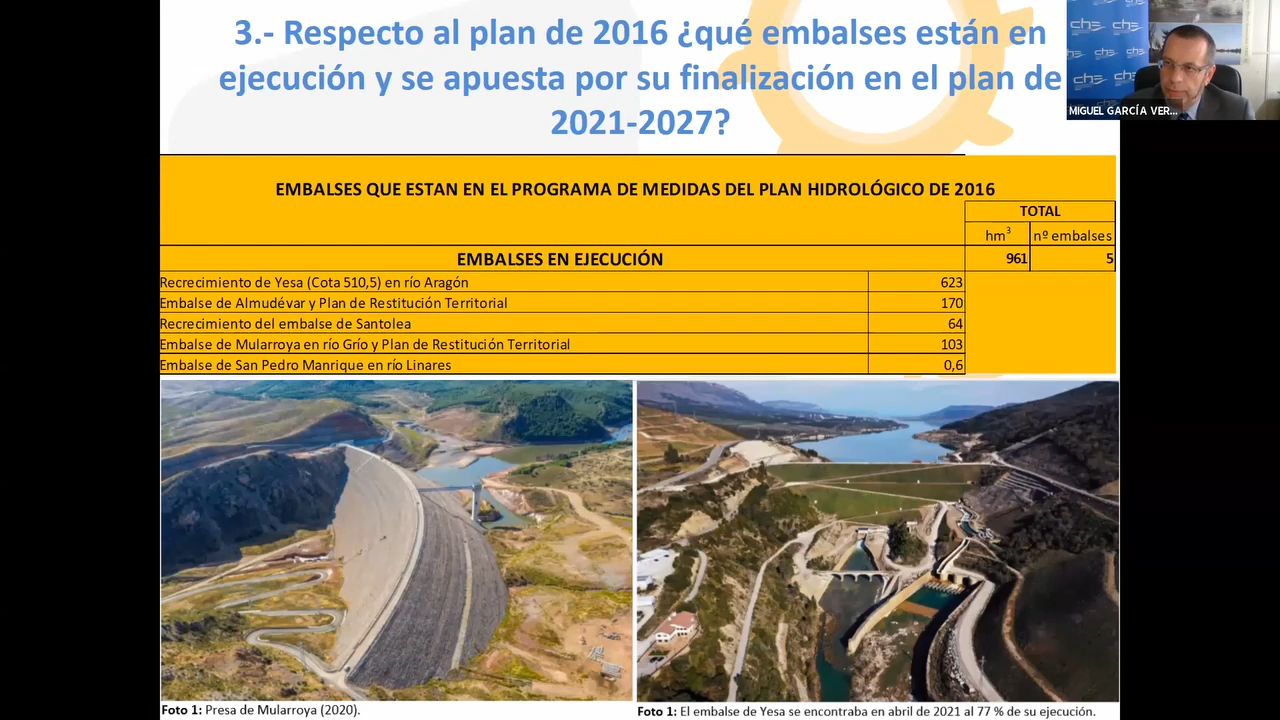 3.- Respecto al plan de 2016 ¿qué embalses están en
ejecución y se apuesta por su finalización en el plan de
2021-2027?
che
che
che
che
MIGUEL GARCÍA VER...
EMBALSES QUE ESTAN EN EL PROGRAMA DE MEDIDAS DEL PLAN HIDROLÓGICO DE 2016
TOTAL
hm³ nº embalses
EMBALSES EN EJECUCIÓN 961 5
Recrecimiento de Yesa (Cota 510,5) en río Aragón 623
Embalse de Almudévar y Plan de Restitución Territorial 170
Recrecimiento del embalse de Santolea 64
Embalse de Mularroya en río Grío y Plan de Restitución Territorial 103
Embalse de San Pedro Manrique en río Linares 0,6
Foto 1: Presa de Mularroya (2020).
Foto 1: El embalse de Yesa se encontraba en abril de 2021 al 77 % de su ejecución.